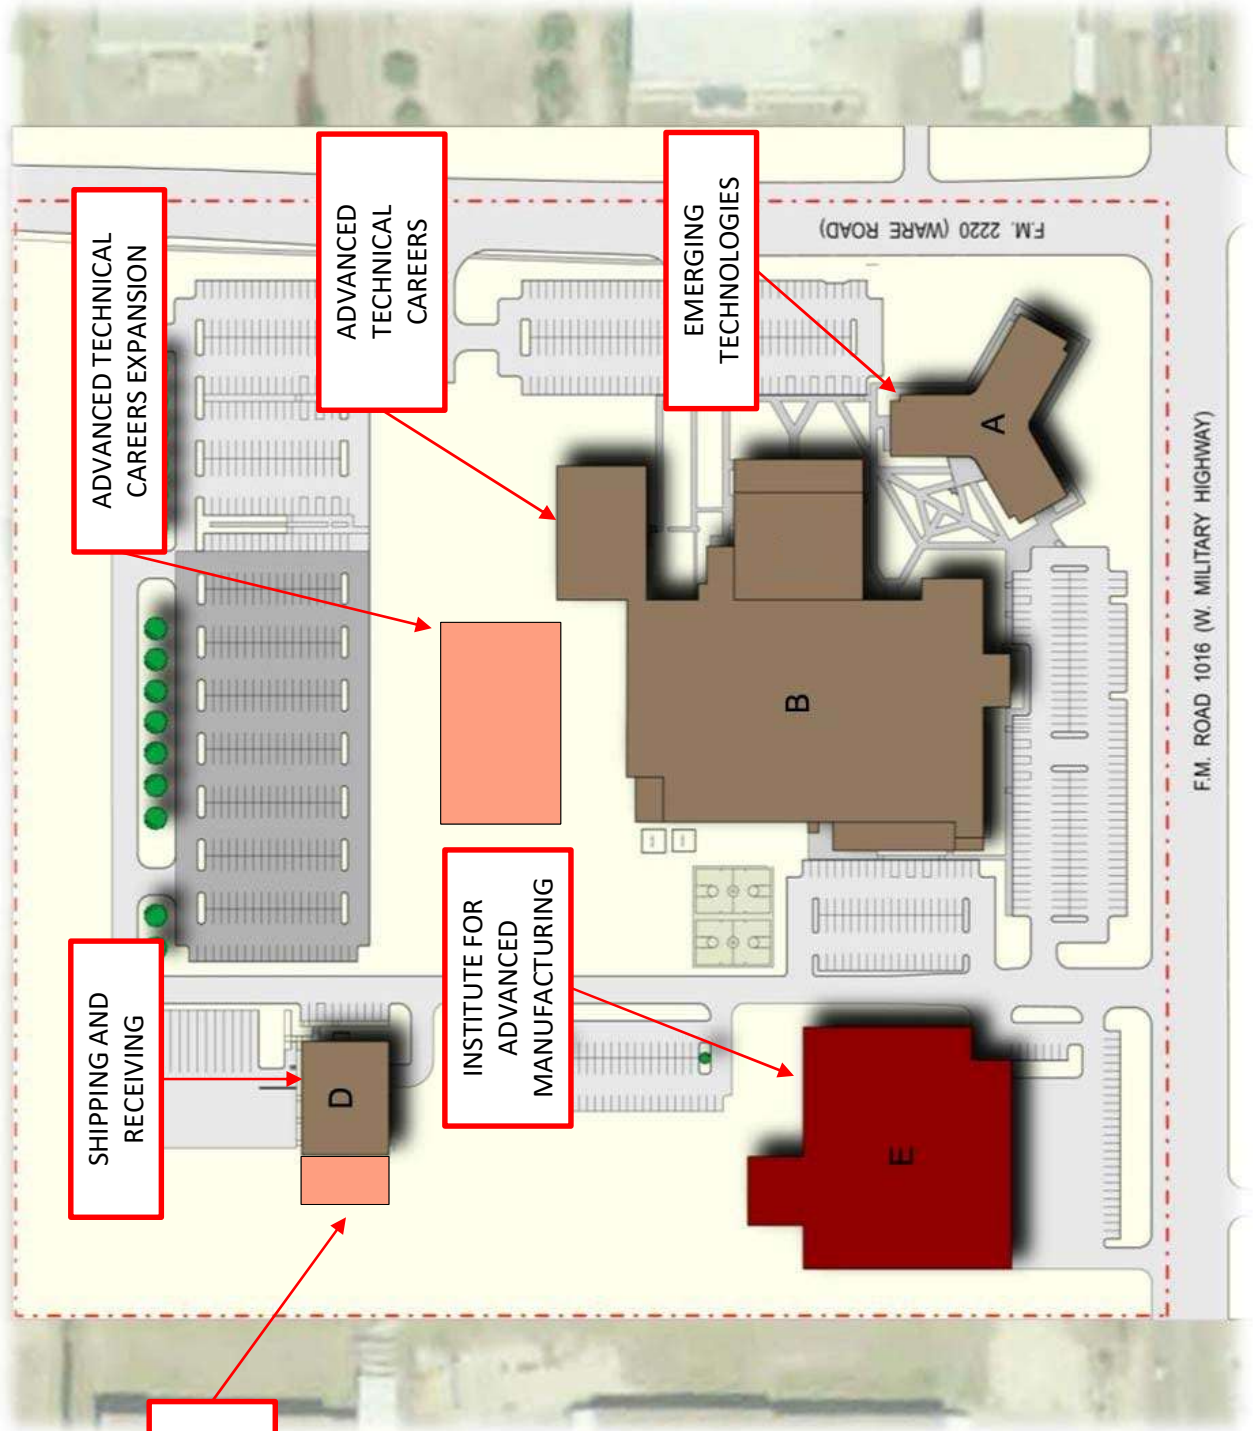 ADVANCED TECHNICAL
CAREERS EXPANSION
ADVANCED
TECHNICAL
CAREERS
EMERGING
TECHNOLOGIES
F.M. 2220 (WARE ROAD)
A
B
SHIPPING AND
RECEIVING
D
INSTITUTE FOR
ADVANCED
MANUFACTURING
E
F.M. ROAD 1016 (W. MILITARY HIGHWAY)